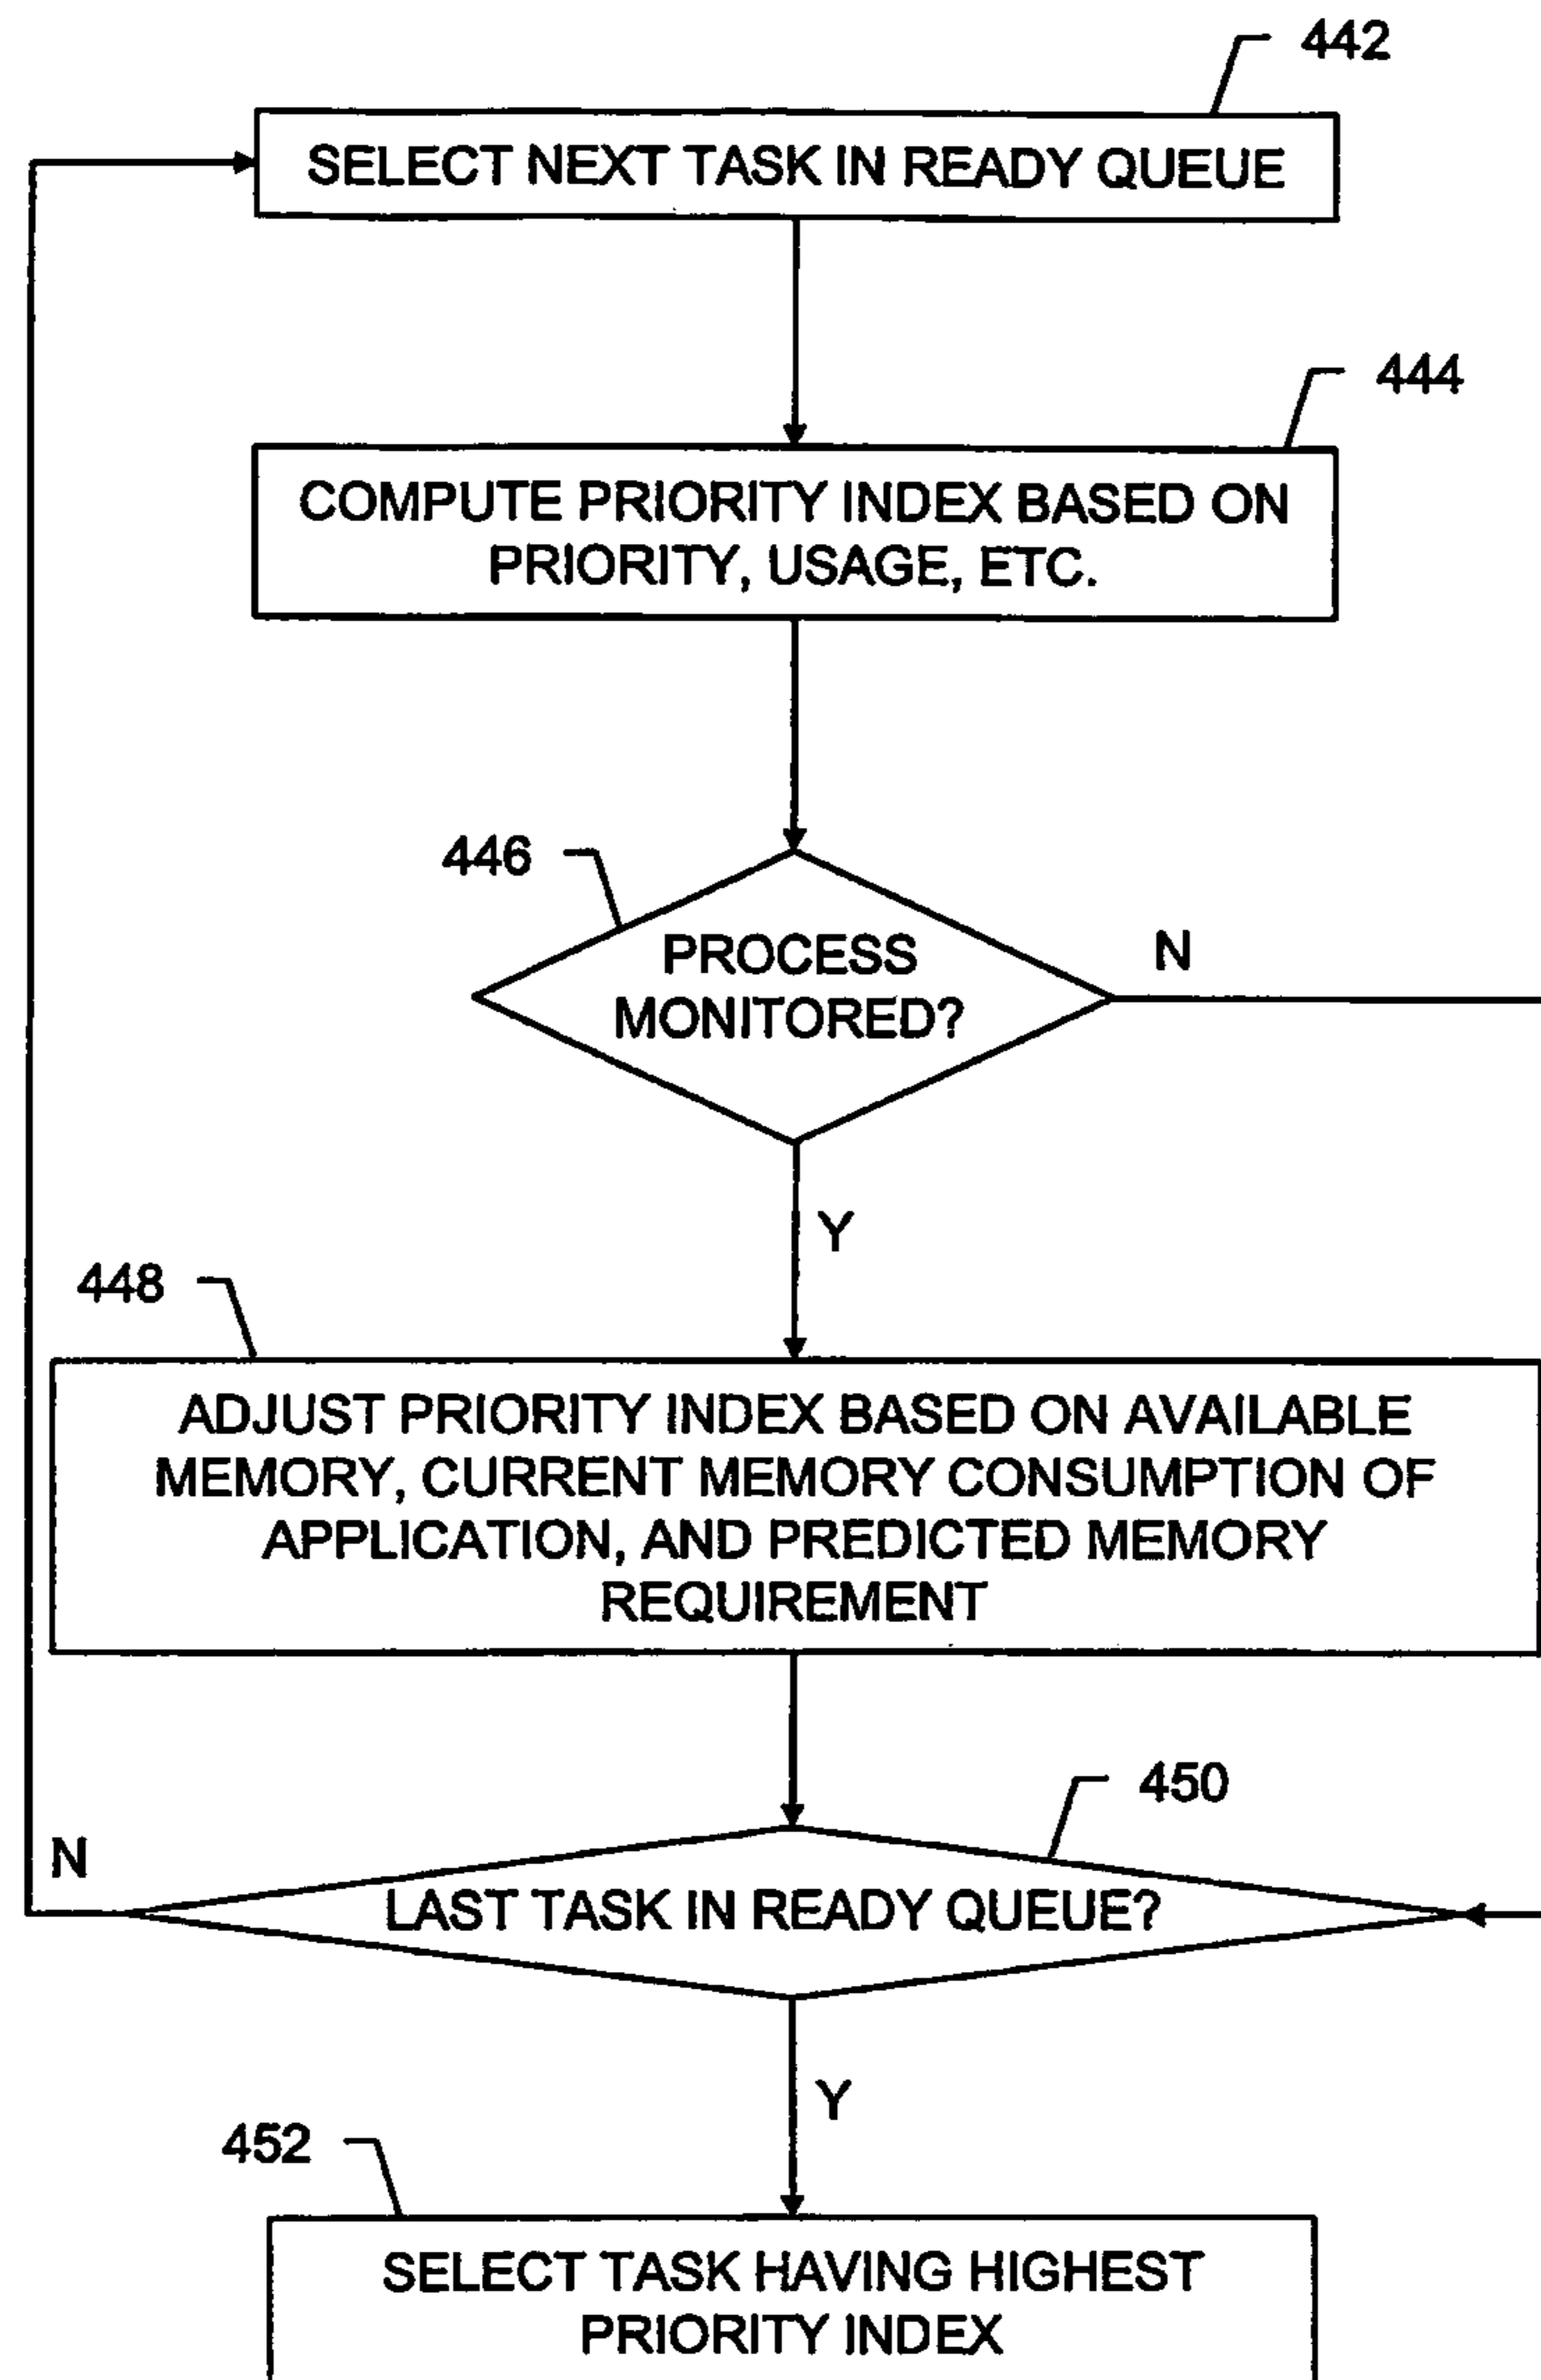 442
SELECT NEXT TASK IN READY QUEUE
444
COMPUTE PRIORITY INDEX BASED ON
PRIORITY, USAGE, ETC.
446
PROCESS
MONITORED?
N
Y
448
ADJUST PRIORITY INDEX BASED ON AVAILABLE
MEMORY, CURRENT MEMORY CONSUMPTION OF
APPLICATION, AND PREDICTED MEMORY
REQUIREMENT
450
N
LAST TASK IN READY QUEUE?
Y
452
SELECT TASK HAVING HIGHEST
PRIORITY INDEX